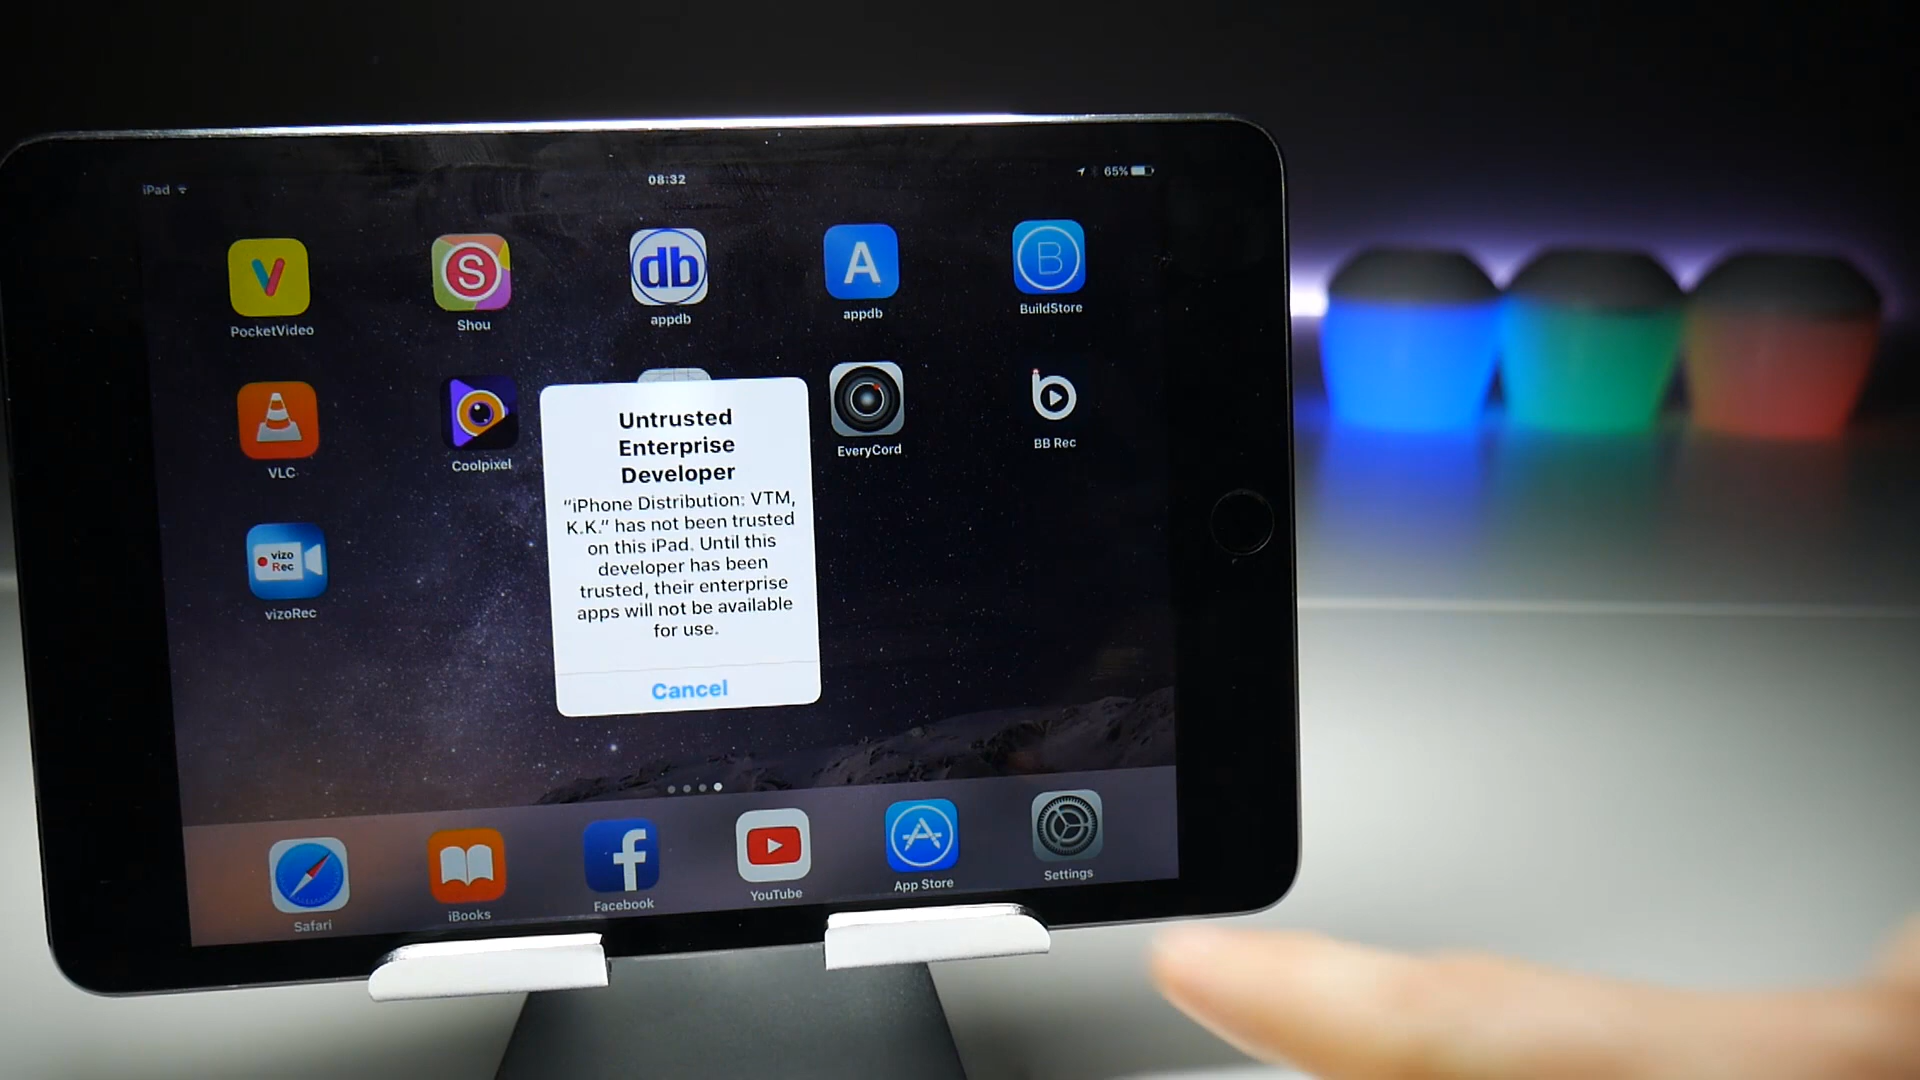 iPad
08:32
65%
PocketVideo
S
Shou
db
appdb
A
appdb
B
BuildStore
VLC
Coolpixel
EveryCord
b
BB Rec
vizo
Rec
vizoRec
Untrusted
Enterprise
Developer
“iPhone Distribution: VTM,
K.K.” has not been trusted
on this iPad. Until this
developer has been
trusted, their enterprise
apps will not be available
for use.
Cancel
Safari
iBooks
f
Facebook
YouTube
App Store
Settings